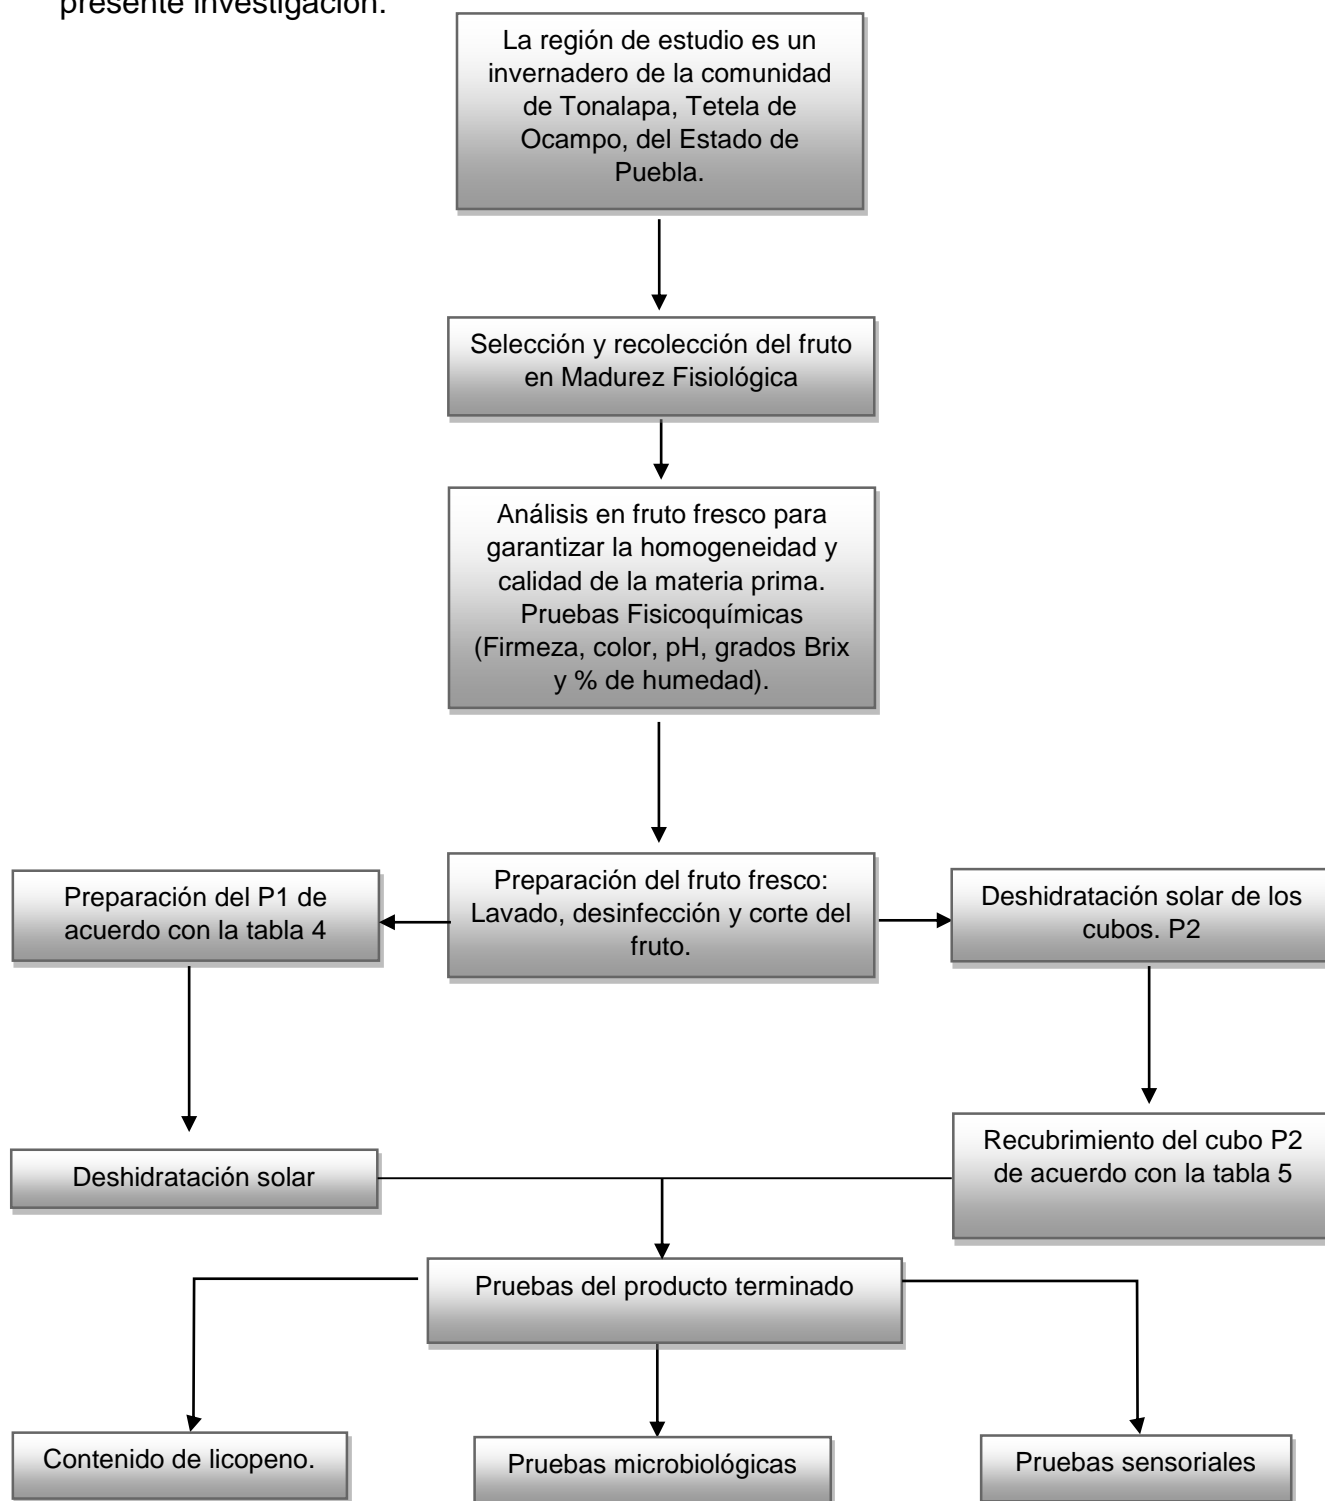 presente investigación.
La región de estudio es un
invernadero de la comunidad
de Tonalapa, Tetela de
Ocampo, del Estado de
Puebla.
Selección y recolección del fruto
en Madurez Fisiológica
Análisis en fruto fresco para
garantizar la homogeneidad y
calidad de la materia prima.
Pruebas Fisicoquímicas
(Firmeza, color, pH, grados Brix
y % de humedad).
Preparación del P1 de
acuerdo con la tabla 4
Preparación del fruto fresco:
Lavado, desinfección y corte del
fruto.
Deshidratación solar de los
cubos. P2
Deshidratación solar
Recubrimiento del cubo P2
de acuerdo con la tabla 5
Pruebas del producto terminado
Contenido de licopeno.
Pruebas microbiológicas
Pruebas sensoriales